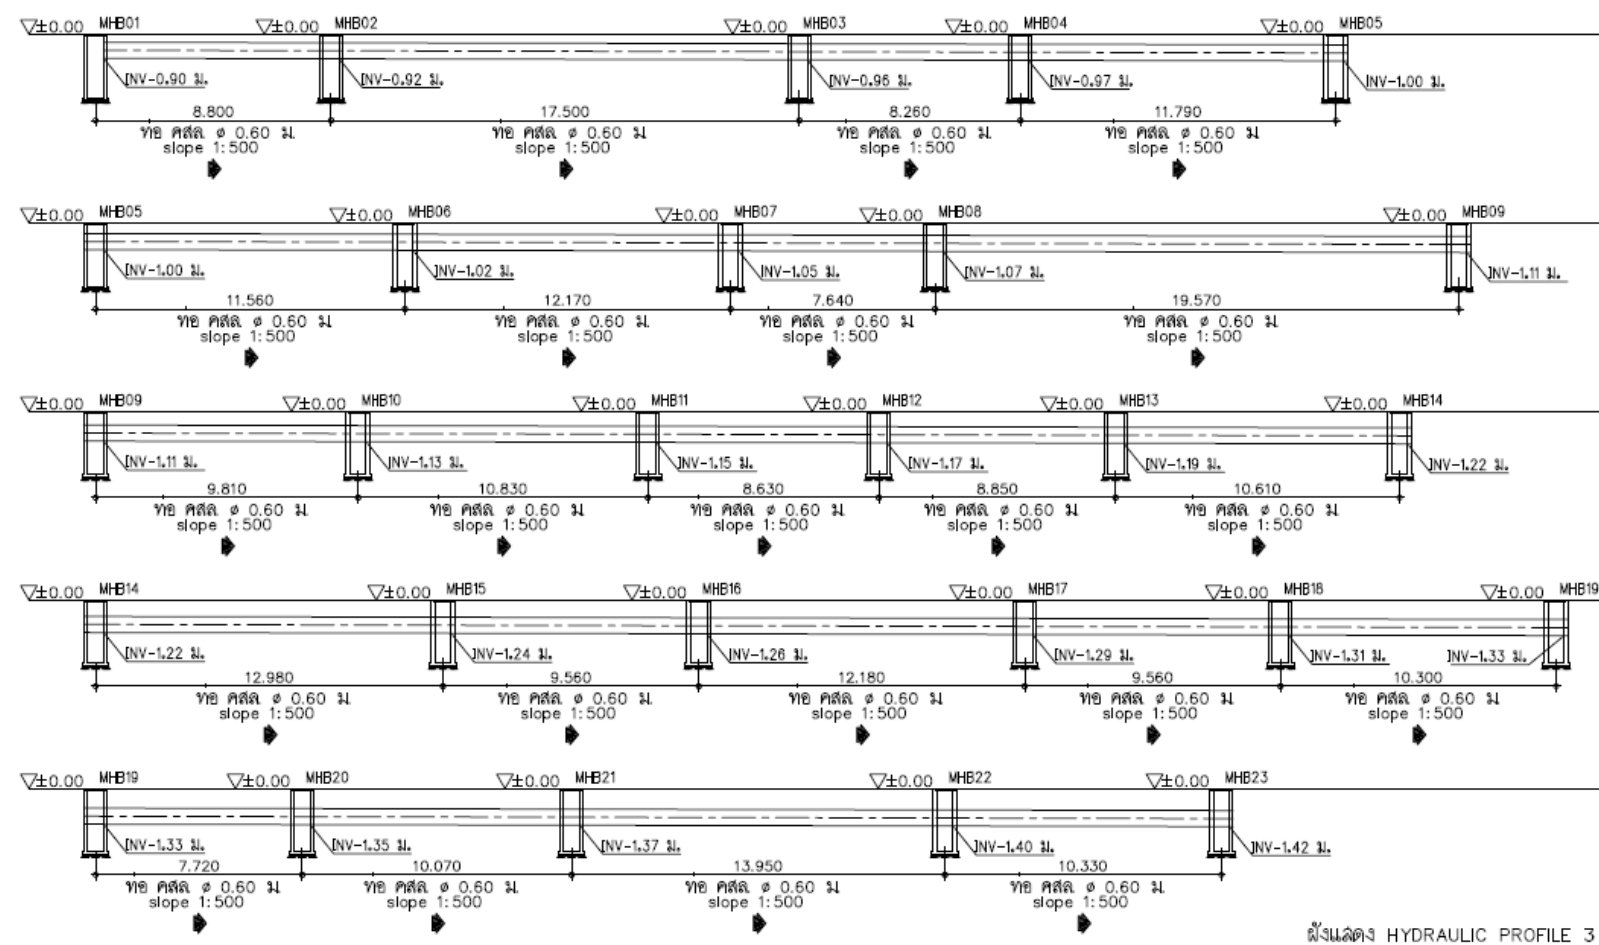 ±0.00 MHB01 ±0.00 MHB02 ±0.00 MHB03 ±0.00 MHB04 ±0.00 MHB05
INV-0.90 ม. INV-0.92 ม. INV-0.96 ม. INV-0.97 ม. INV-1.00 ม.
8.800 17.500 8.260 11.790
ทอ คสล ø 0.60 ม. ทอ คสล ø 0.60 ม. ทอ คสล ø 0.60 ม. ทอ คสล ø 0.60 ม.
slope 1:500 slope 1:500 slope 1:500 slope 1:500
±0.00 MHB05 ±0.00 MHB06 ±0.00 MHB07 ±0.00 MHB08 ±0.00 MHB09
INV-1.00 ม. INV-1.02 ม. INV-1.05 ม. INV-1.07 ม. INV-1.11 ม.
11.560 12.170 7.640 19.570
ทอ คสล ø 0.60 ม. ทอ คสล ø 0.60 ม. ทอ คสล ø 0.60 ม. ทอ คสล ø 0.60 ม.
slope 1:500 slope 1:500 slope 1:500 slope 1:500
±0.00 MHB09 ±0.00 MHB10 ±0.00 MHB11 ±0.00 MHB12 ±0.00 MHB13 ±0.00 MHB14
INV-1.11 ม. INV-1.13 ม. INV-1.15 ม. INV-1.17 ม. INV-1.19 ม. INV-1.22 ม.
9.810 10.830 8.630 8.850 10.610
ทอ คสล ø 0.60 ม. ทอ คสล ø 0.60 ม. ทอ คสล ø 0.60 ม. ทอ คสล ø 0.60 ม. ทอ คสล ø 0.60 ม.
slope 1:500 slope 1:500 slope 1:500 slope 1:500 slope 1:500
±0.00 MHB14 ±0.00 MHB15 ±0.00 MHB16 ±0.00 MHB17 ±0.00 MHB18 ±0.00 MHB19
INV-1.22 ม. INV-1.24 ม. INV-1.26 ม. INV-1.29 ม. INV-1.31 ม. INV-1.33 ม.
12.980 9.560 12.180 9.560 10.300
ทอ คสล ø 0.60 ม. ทอ คสล ø 0.60 ม. ทอ คสล ø 0.60 ม. ทอ คสล ø 0.60 ม. ทอ คสล ø 0.60 ม.
slope 1:500 slope 1:500 slope 1:500 slope 1:500 slope 1:500
±0.00 MHB19 ±0.00 MHB20 ±0.00 MHB21 ±0.00 MHB22 ±0.00 MHB23
INV-1.33 ม. INV-1.35 ม. INV-1.37 ม. INV-1.40 ม. INV-1.42 ม.
7.720 10.070 13.950 10.330
ทอ คสล ø 0.60 ม. ทอ คสล ø 0.60 ม. ทอ คสล ø 0.60 ม. ทอ คสล ø 0.60 ม.
slope 1:500 slope 1:500 slope 1:500 slope 1:500
ผังแสดง HYDRAULIC PROFILE 3